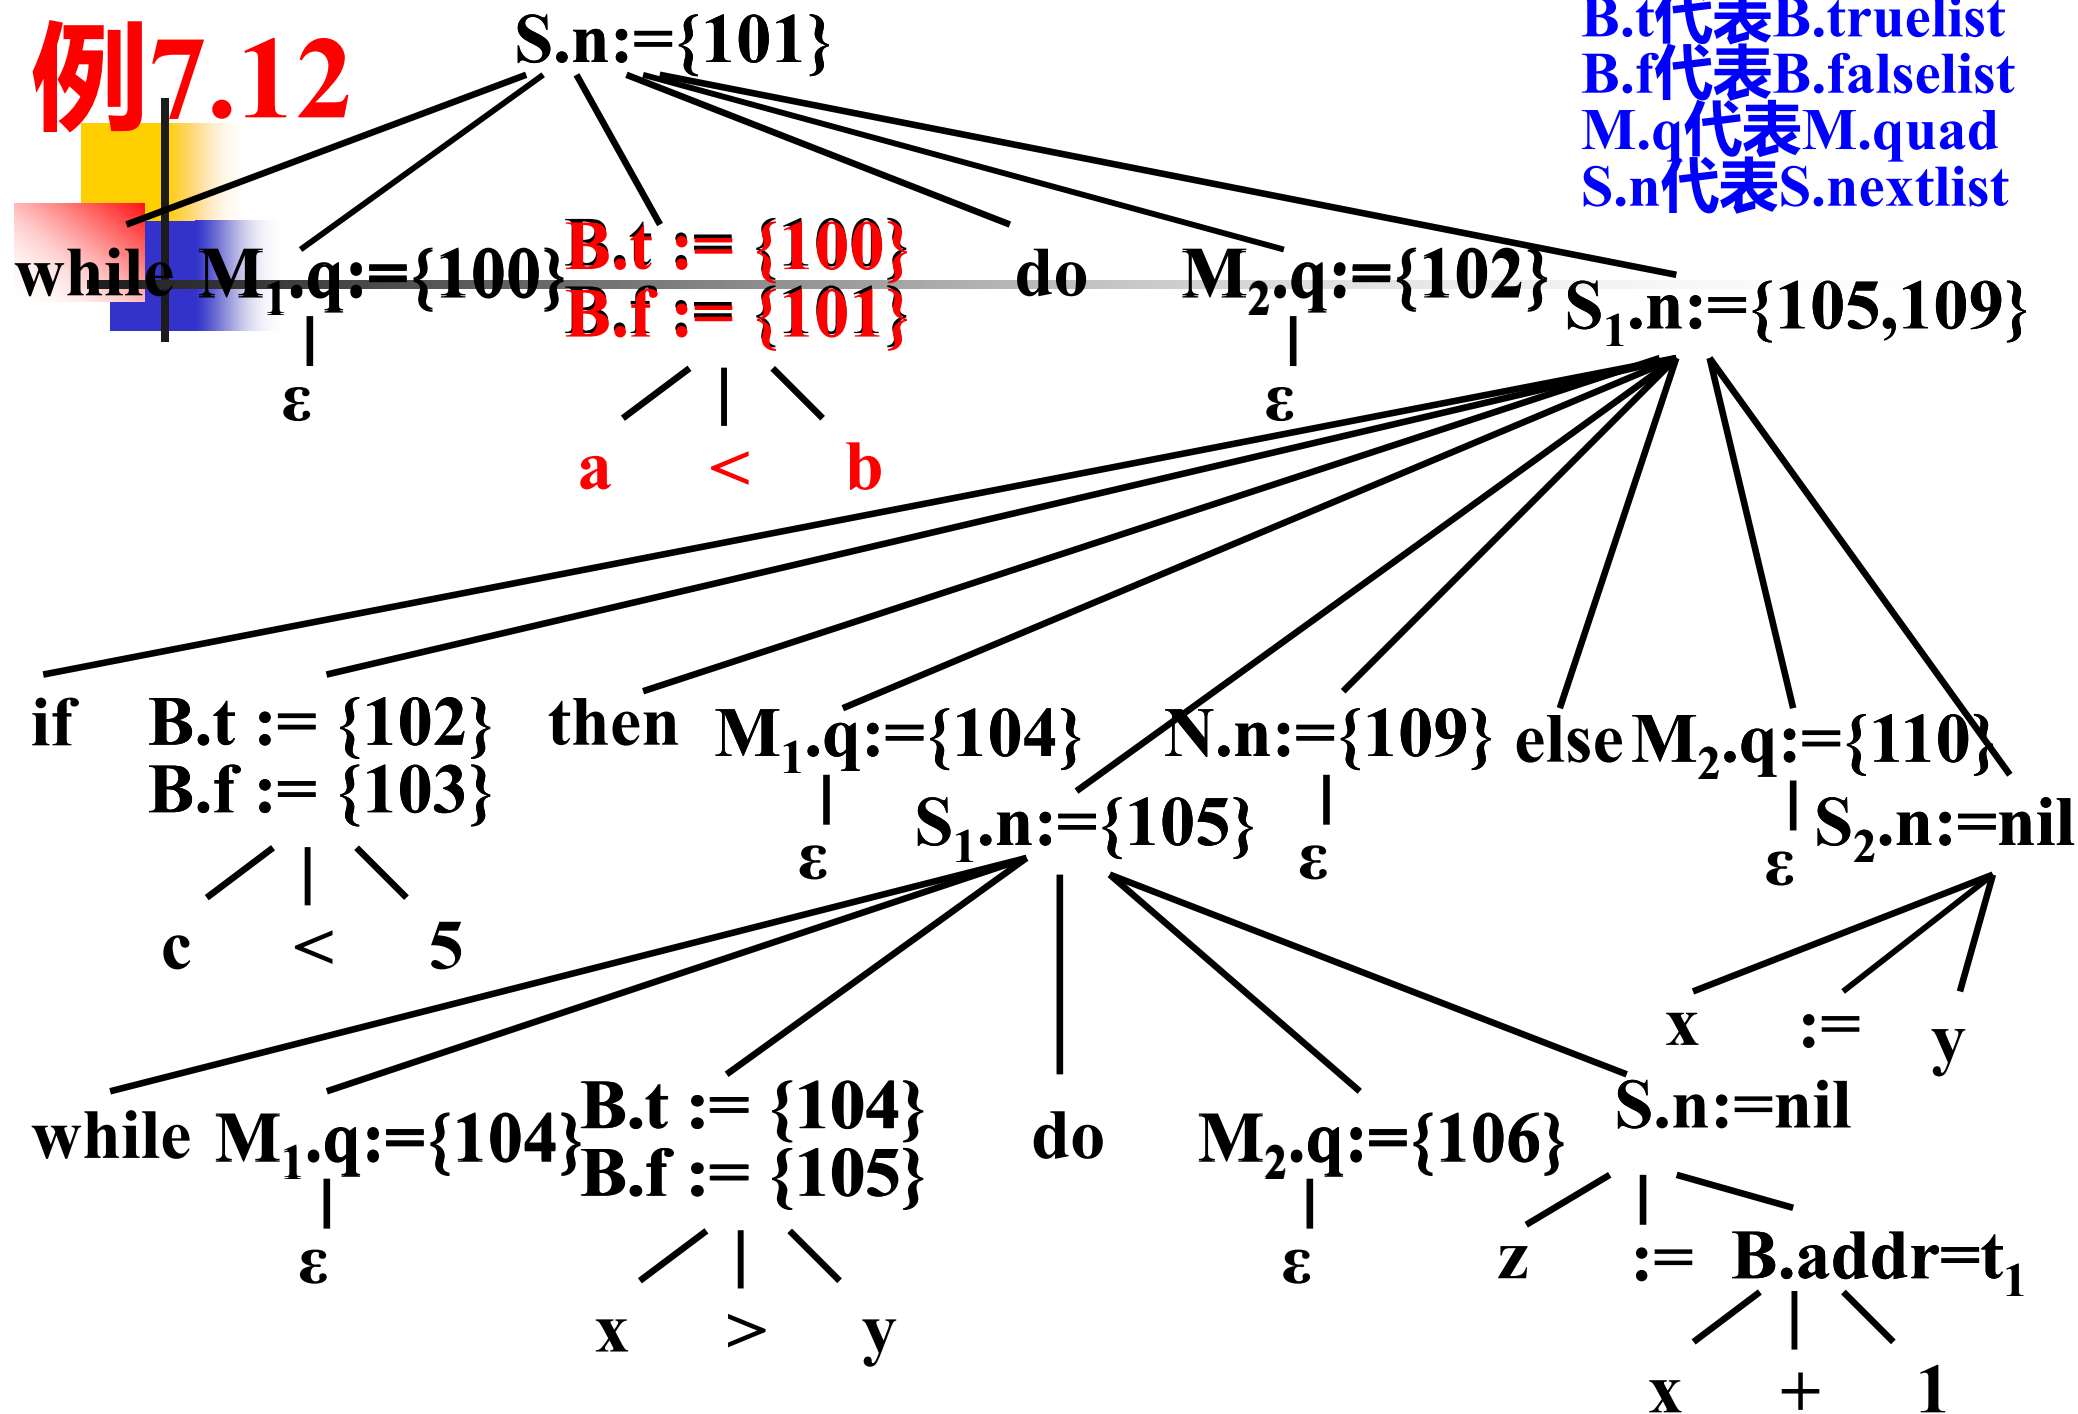 例7.12
S.n:={101}
B.t代表B.truelist
B.f代表B.falselist
M.q代表M.quad
S.n代表S.nextlist
while M₁.q:={100} B.t := {100} do M₂.q:={102} S₁.n:={105,109}
B.f := {101}
ε ε
a < b
if B.t := {102} then M₁.q:={104} N.n:={109} else M₂.q:={110}
B.f := {103} S₁.n:={105} S₂.n:=nil
ε ε ε
c < 5
x := y
while M₁.q:={104} B.t := {104} do M₂.q:={106} S.n:=nil
B.f := {105}
ε ε z := B.addr=t₁
x > y
x + 1